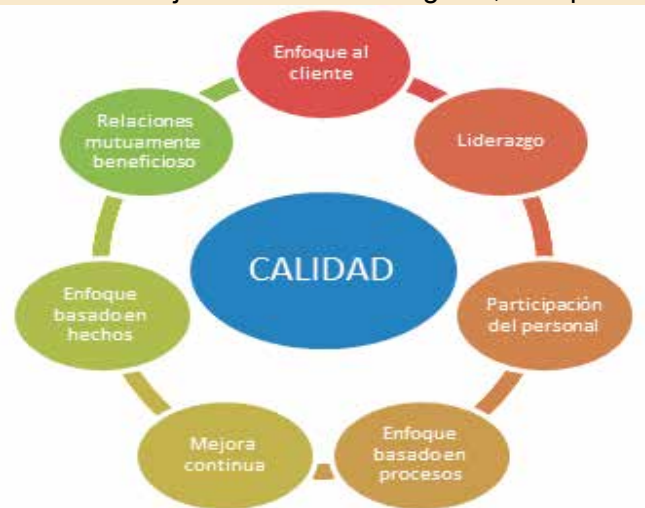 Enfoque al
cliente
Liderazgo
Participación
del personal
Enfoque
basado en
procesos
Mejora
continua
Enfoque
basado en
hechos
Relaciones
mutuamente
beneficioso
CALIDAD